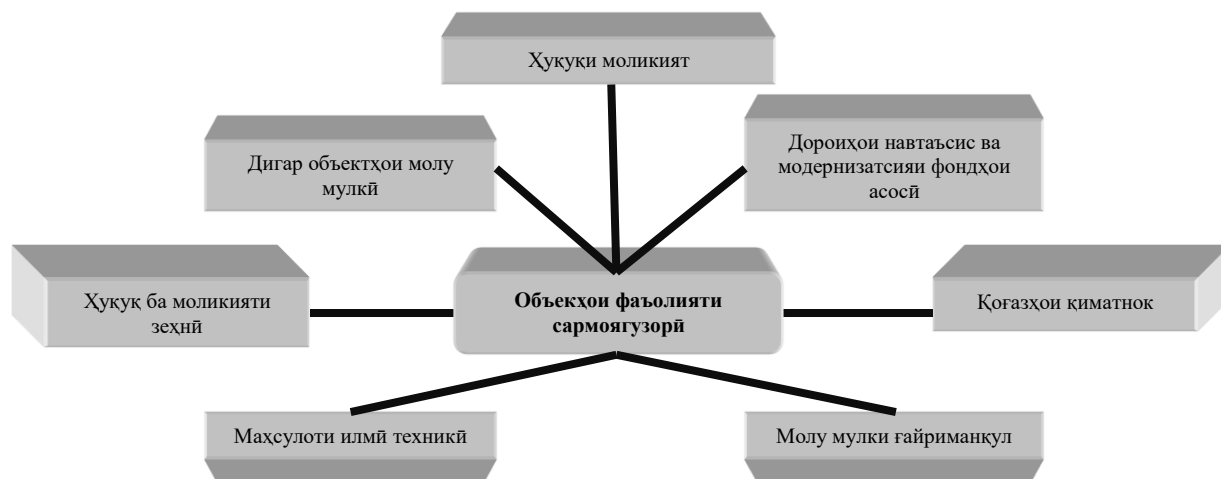 Ҳуқуқи моликият
Дигар объектҳои молу
мулкӣ
Дороиҳои навтаъсис ва
модернизатсияи фондҳои
асосӣ
Ҳуқуқ ба моликияти
зеҳнӣ
Объекҳои фаъолияти
сармоягузорӣ
Қоғазҳои қиматнок
Маҳсулоти илмӣ техникӣ
Молу мулки ғайриманқул